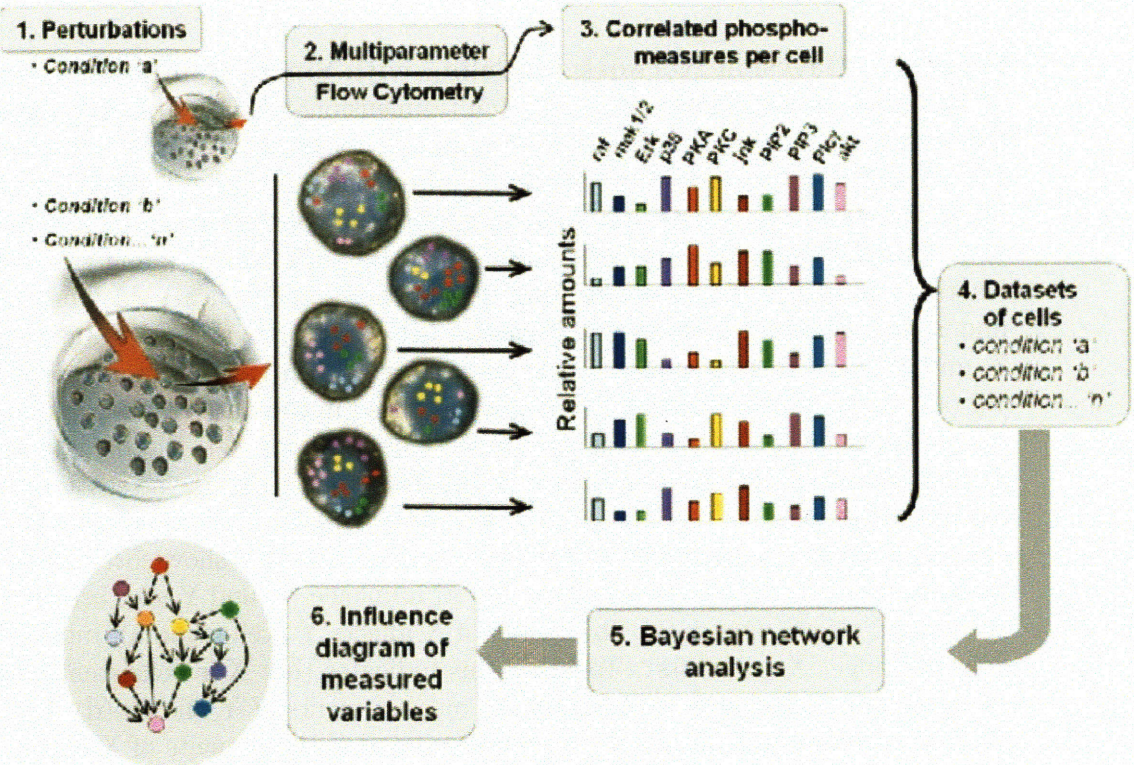 1. Perturbations
• Condition 'a'
2. Multiparameter
Flow Cytometry
3. Correlated phospho-
measures per cell
• Condition 'b'
• Condition... 'n'
raf
mek1/2
Erk
p38
PKA
PKC
jnk
PIP2
PIP3
Plcγ
akt
Relative amounts
4. Datasets
of cells
• condition 'a'
• condition 'b'
• condition... 'n'
5. Bayesian network
analysis
6. Influence
diagram of
measured
variables